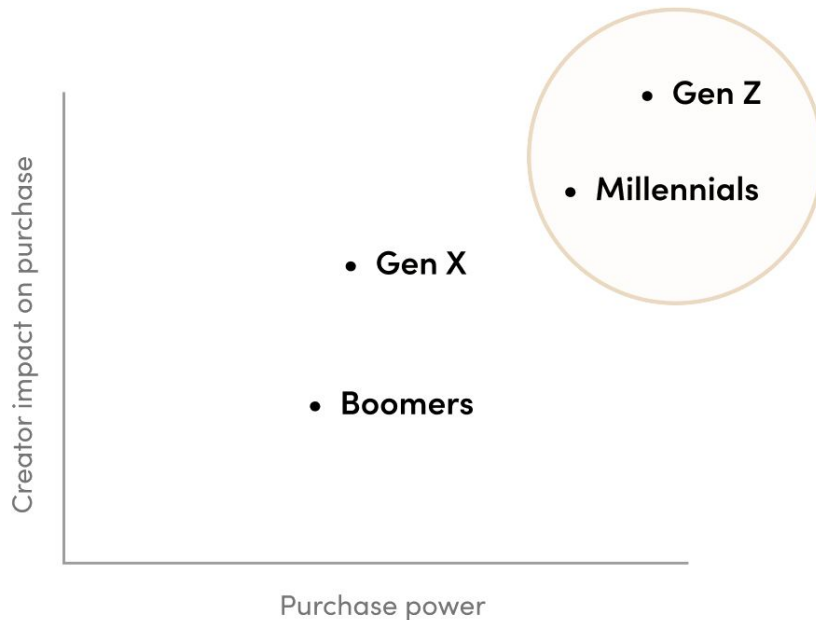 Gen Z
Millennials
Gen X
Boomers
Creator impact on purchase
Purchase power